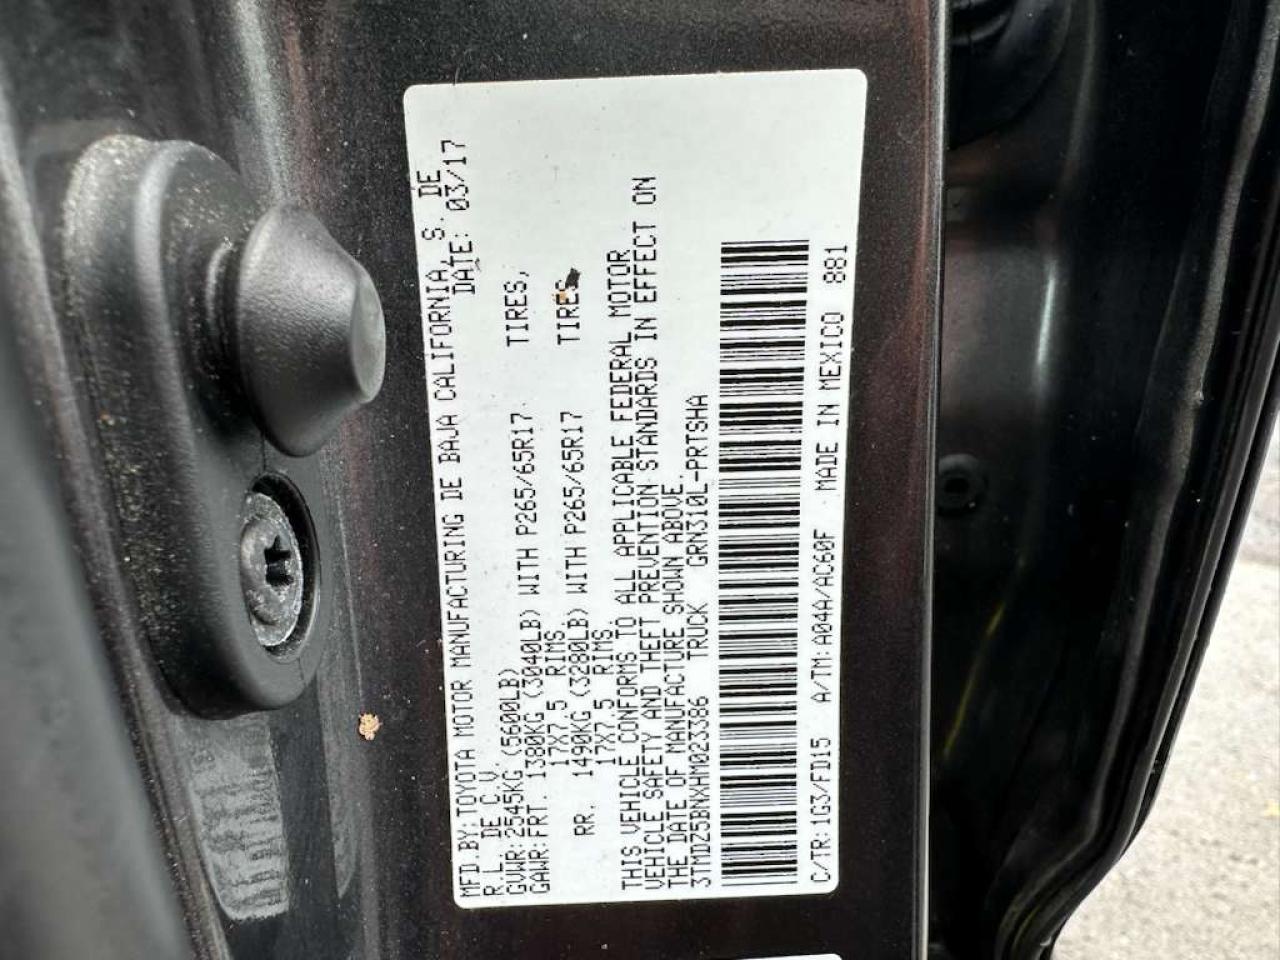 MFD.BY:TOYOTA MOTOR MANUFACTURING DE BAJA CALIFORNIA, S. DE
R.L. DE C.V. DATE: 03/17
GVWR:2545KG (5600LB)
GAWR:FRT. 1380KG (3040LB) WITH P265/65R17 TIRES,
17X7.5 RIMS
RR. 1490KG (3280LB) WITH P265/65R17 TIRES,
17X7.5 RIMS.
THIS VEHICLE CONFORMS TO ALL APPLICABLE FEDERAL MOTOR
VEHICLE SAFETY AND THEFT PREVENTION STANDARDS IN EFFECT ON
THE DATE OF MANUFACTURE SHOWN ABOVE.
3TMDZ5BNXHM023386 TRUCK GRN310L-PRTSHA
C/TR:1G3/FD15 A/TM:A04A/AC60F MADE IN MEXICO 881